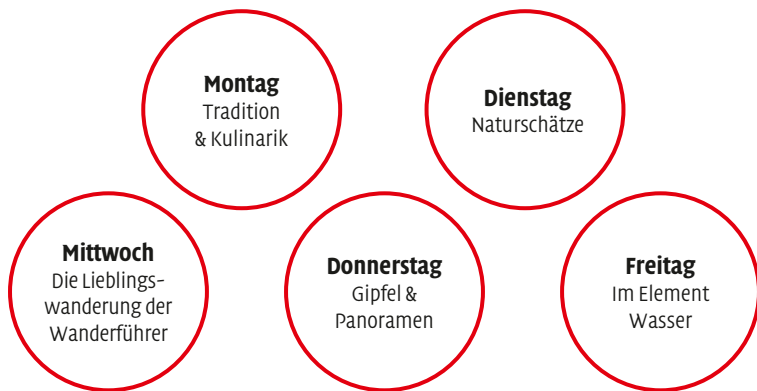 Montag
Tradition
& Kulinarik
Dienstag
Naturschätze
Mittwoch
Die Lieblings-
wanderung der
Wanderführer
Donnerstag
Gipfel &
Panoramen
Freitag
Im Element
Wasser